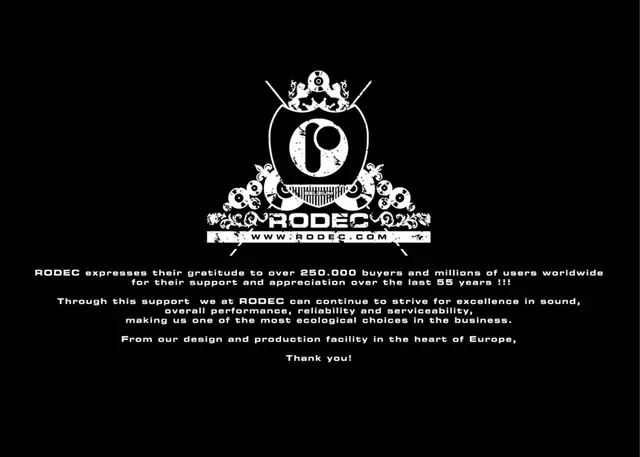 r
RODEC
WWW.RODEC.COM
RODEC expresses their gratitude to over 250.000 buyers and millions of users worldwide
for their support and appreciation over the last 55 years !!!
Through this support we at RODEC can continue to strive for excellence in sound,
overall performance, reliability and serviceability,
making us one of the most ecological choices in the business.
From our design and production facility in the heart of Europe,
Thank you!